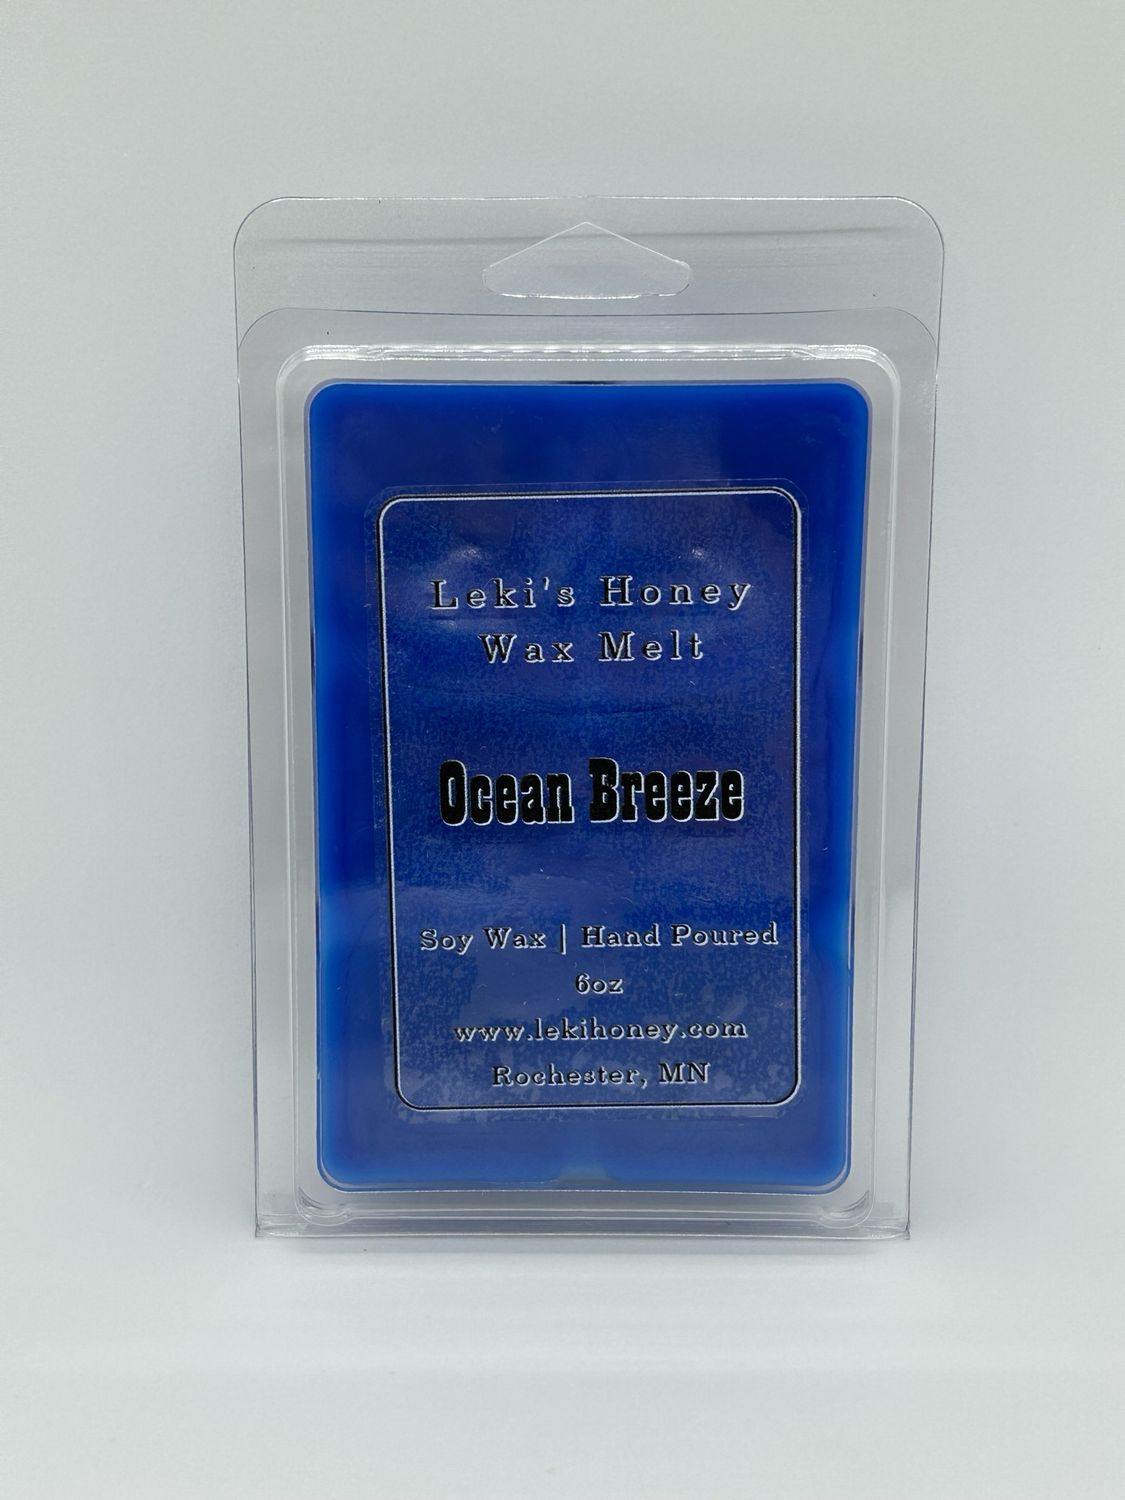 Leki's Honey
Wax Melt
Ocean Breeze
Soy Wax | Hand Poured
6oz
www.lekihoney.com
Rochester, MN